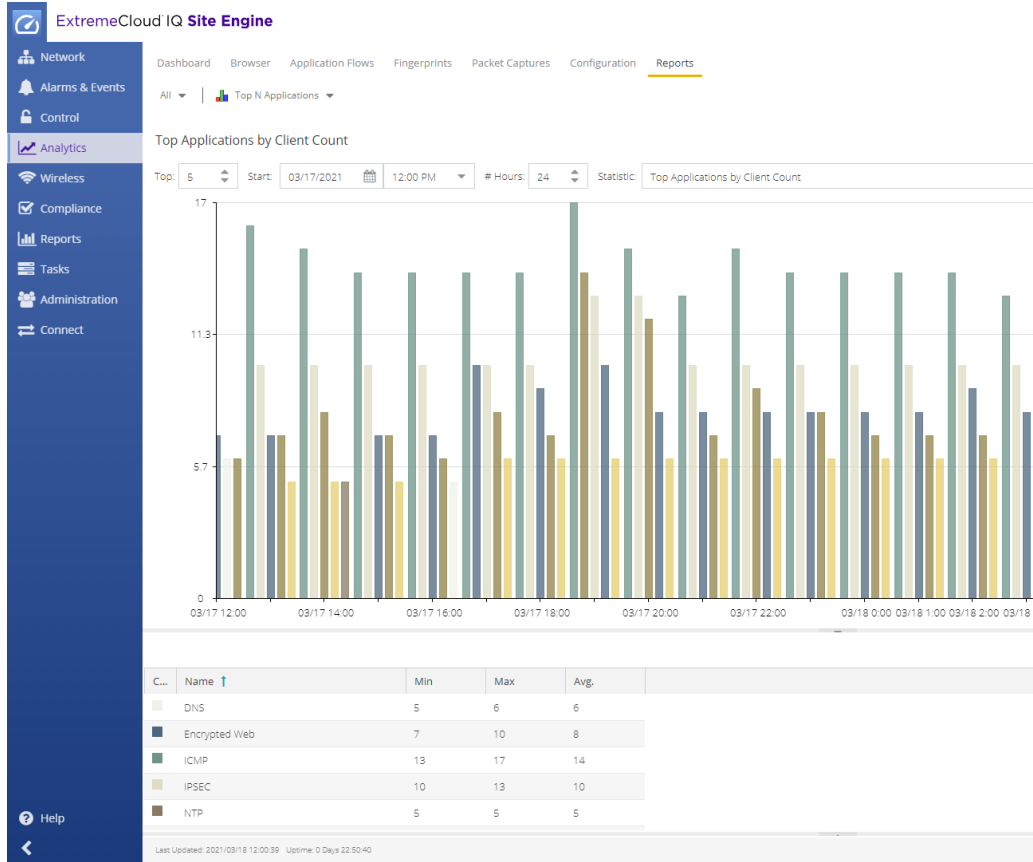 ExtremeCloud IQ Site Engine
Network
Alarms & Events
Control
Analytics
Wireless
Compliance
Reports
Tasks
Administration
Connect
Help
Dashboard Browser Application Flows Fingerprints Packet Captures Configuration Reports
All Top N Applications
Top Applications by Client Count
Top: 5 Start: 03/17/2021 12:00 PM # Hours: 24 Statistic: Top Applications by Client Count
17
11.3
5.7
0
03/17 12:00 03/17 14:00 03/17 16:00 03/17 18:00 03/17 20:00 03/17 22:00 03/18 0:00 03/18 1:00 03/18 2:00 03/18
C... Name Min Max Avg.
DNS 5 6 6
Encrypted Web 7 10 8
ICMP 13 17 14
IPSEC 10 13 10
NTP 5 5 5
Last Updated: 2021/03/18 12:00:39 Uptime: 0 Days 22:50:40